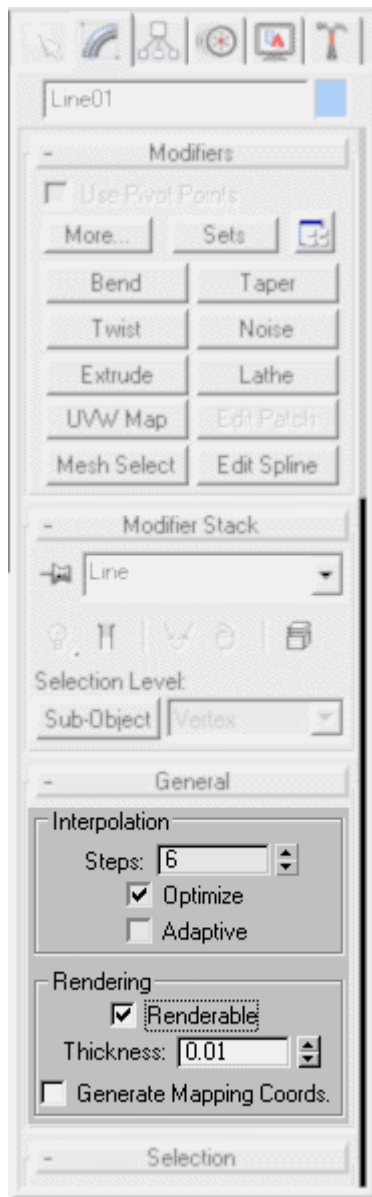 Line01
- Modifiers
Use Pivot Points
More... Sets
Bend Taper
Twist Noise
Extrude Lathe
UVW Map Edit Patch
Mesh Select Edit Spline
- Modifier Stack
Line
Selection Level:
Sub-Object Vertex
- General
Interpolation
Steps: 6
Optimize
Adaptive
Rendering
Renderable
Thickness: 0.01
Generate Mapping Coords.
- Selection